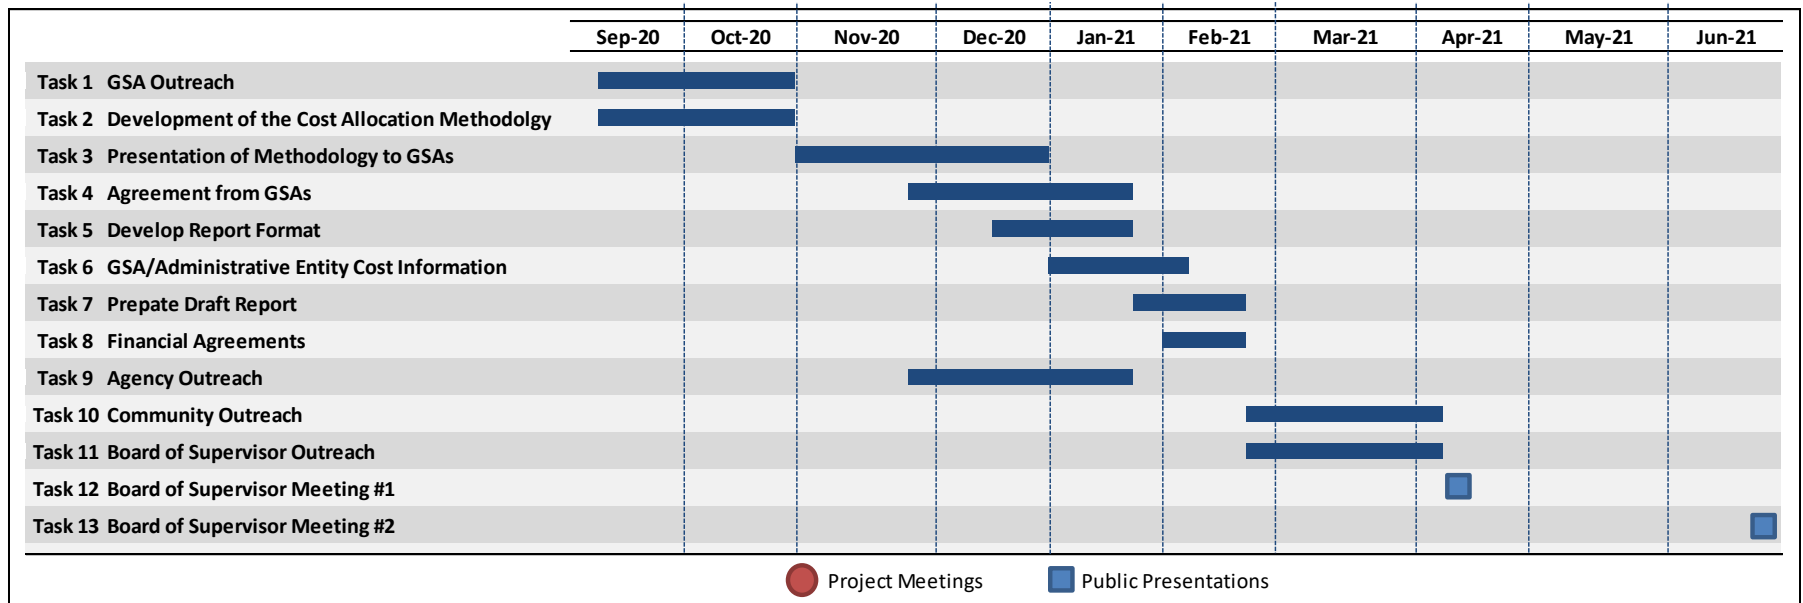 Sep-20 Oct-20 Nov-20 Dec-20 Jan-21 Feb-21 Mar-21 Apr-21 May-21 Jun-21
Task 1 GSA Outreach
Task 2 Development of the Cost Allocation Methodolgy
Task 3 Presentation of Methodology to GSAs
Task 4 Agreement from GSAs
Task 5 Develop Report Format
Task 6 GSA/Administrative Entity Cost Information
Task 7 Prepate Draft Report
Task 8 Financial Agreements
Task 9 Agency Outreach
Task 10 Community Outreach
Task 11 Board of Supervisor Outreach
Task 12 Board of Supervisor Meeting #1
Task 13 Board of Supervisor Meeting #2
Project Meetings Public Presentations